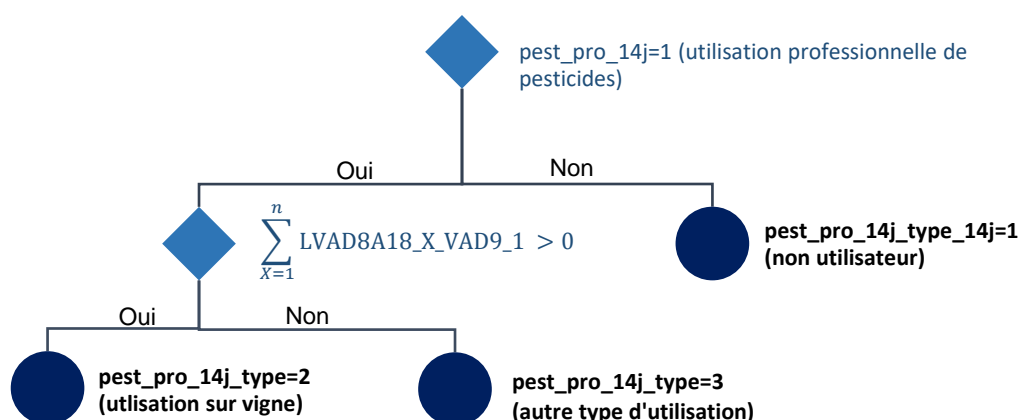 pest_pro_14j=1 (utilisation professionnelle de
pesticides)
Oui
Non
n
∑ LVAD8A18_X_VAD9_1 > 0
X=1
pest_pro_14j_type_14j=1
(non utilisateur)
Oui
Non
pest_pro_14j_type=2
(utlisation sur vigne)
pest_pro_14j_type=3
(autre type d'utilisation)